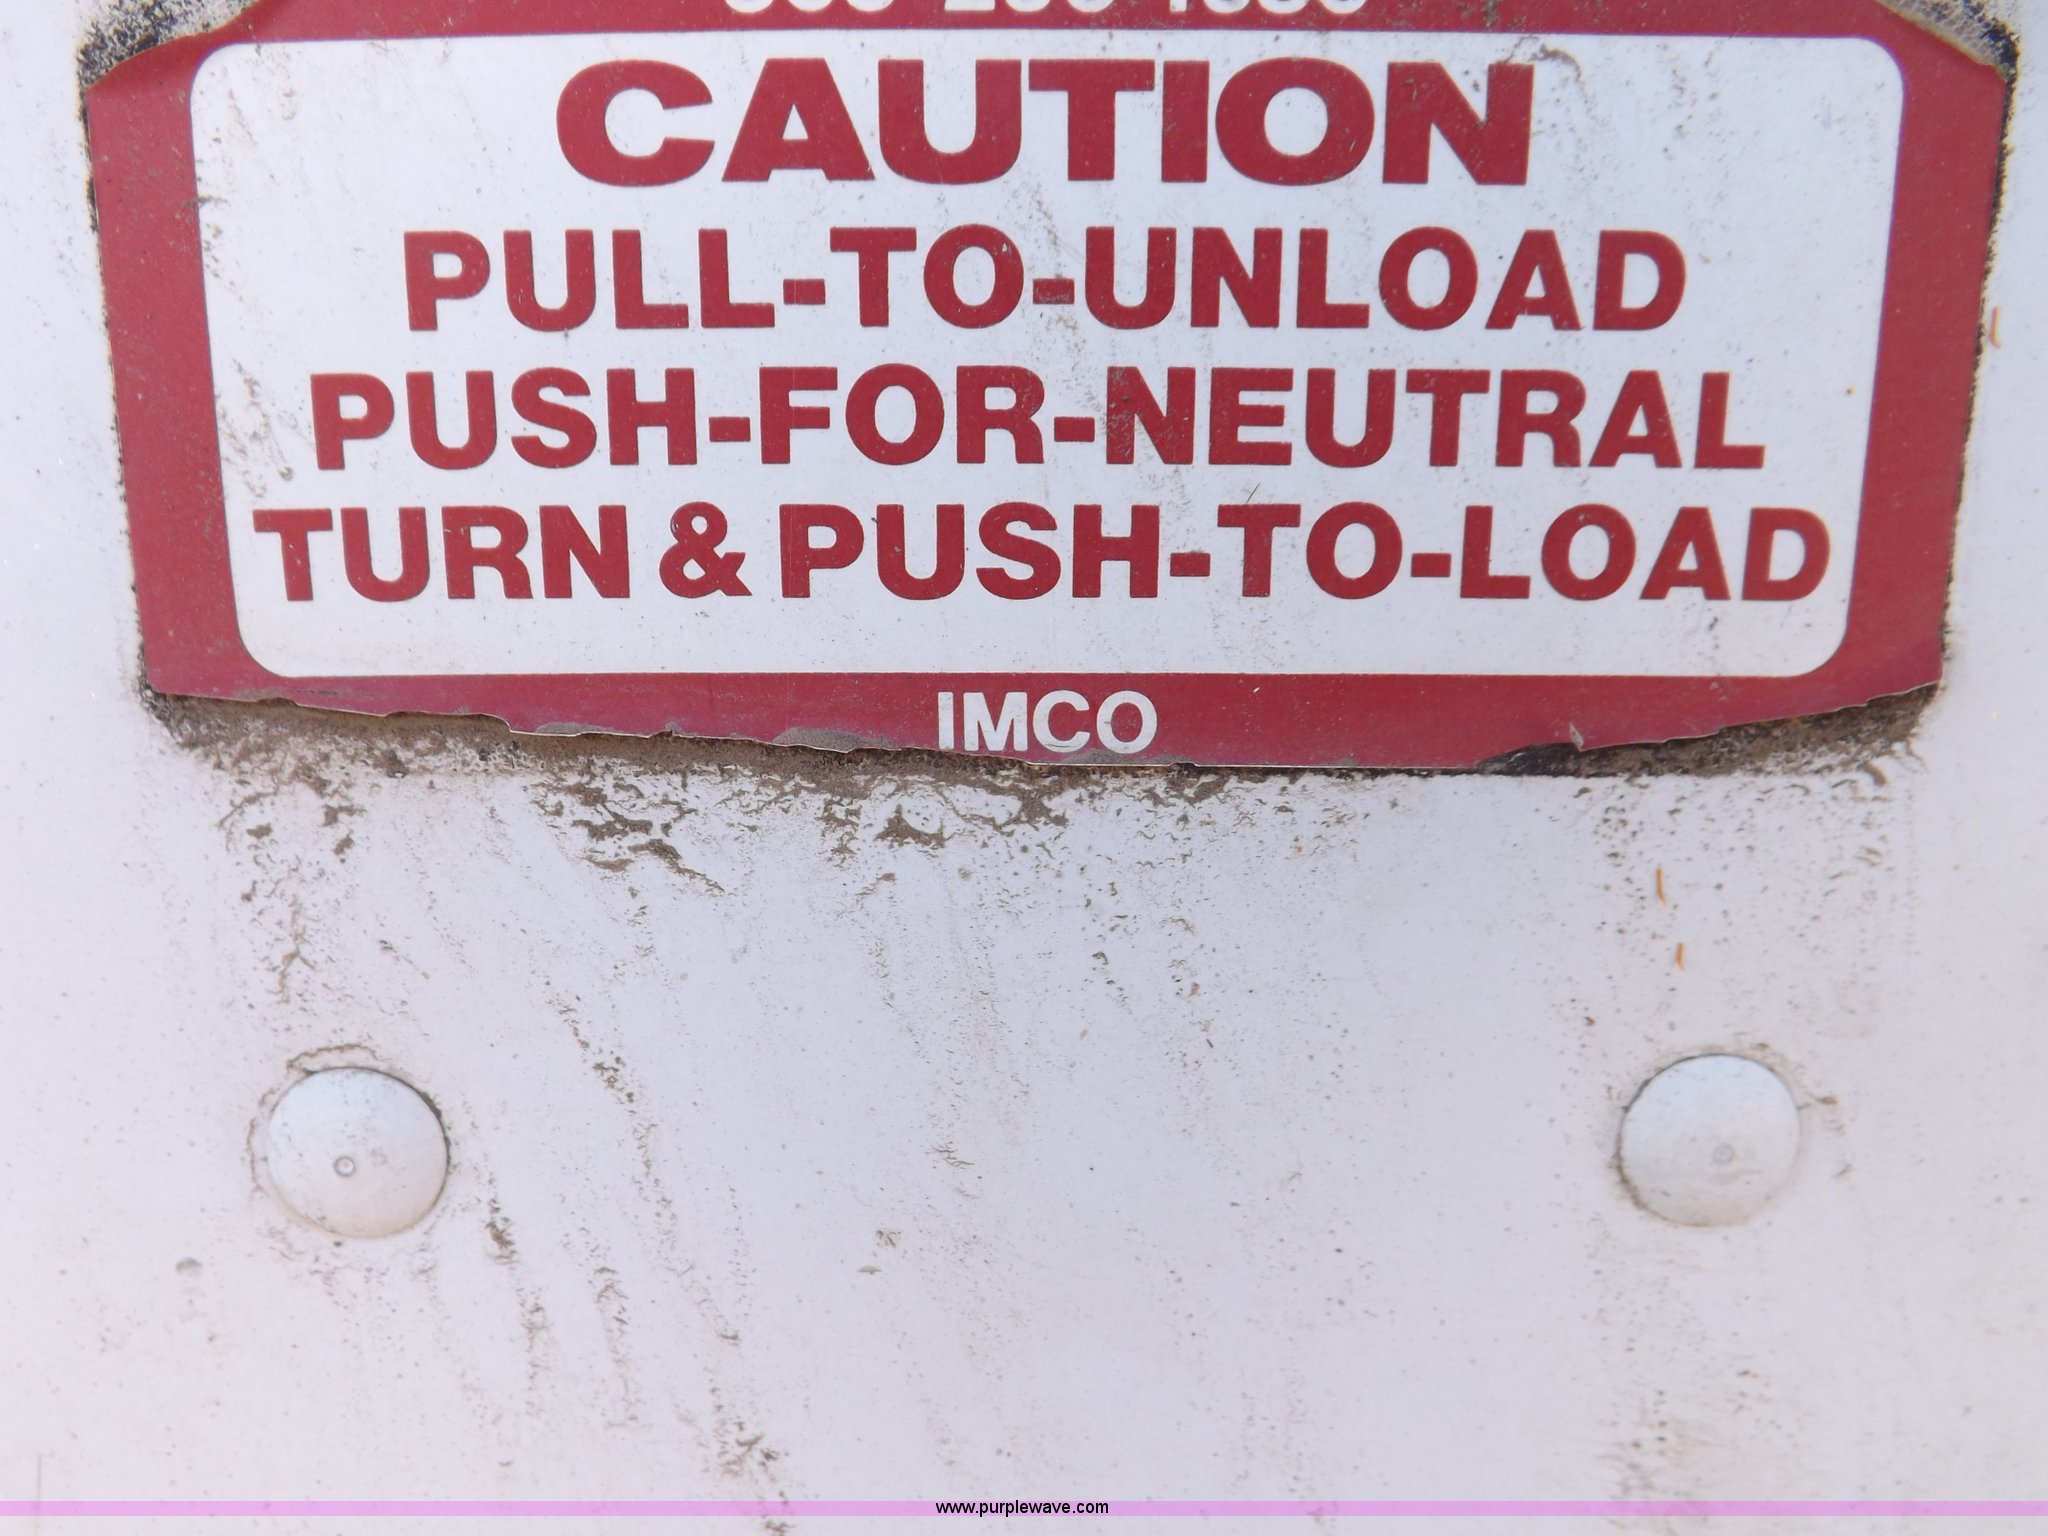 CAUTION
PULL-TO-UNLOAD
PUSH-FOR-NEUTRAL
TURN & PUSH-TO-LOAD
IMCO
www.purplewave.com